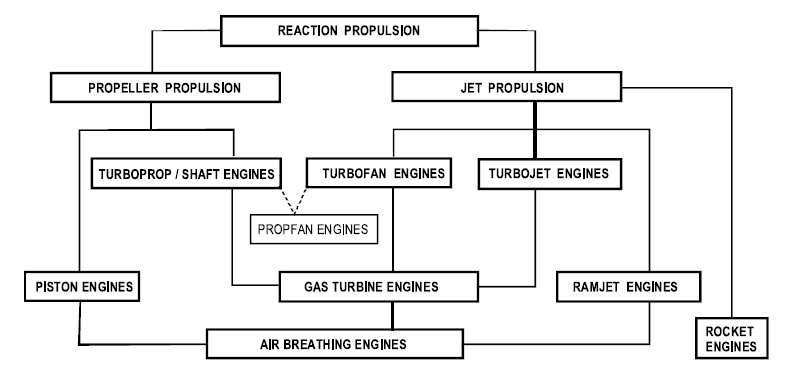 REACTION PROPULSION
PROPELLER PROPULSION
JET PROPULSION
TURBOPROP / SHAFT ENGINES
TURBOFAN ENGINES
TURBOJET ENGINES
PROPFAN ENGINES
PISTON ENGINES
GAS TURBINE ENGINES
RAMJET ENGINES
ROCKET
ENGINES
AIR BREATHING ENGINES